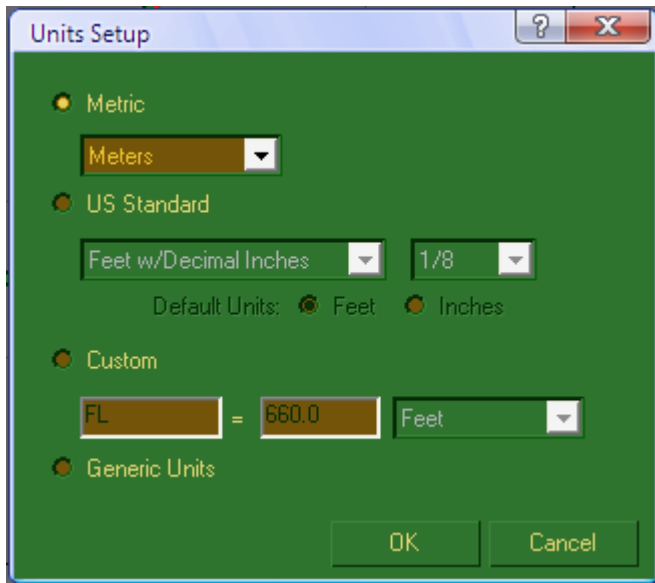 Units Setup
?
Metric
Meters
US Standard
Feet w/Decimal Inches 1/8
Default Units: Feet Inches
Custom
FL = 660.0 Feet
Generic Units
OK Cancel